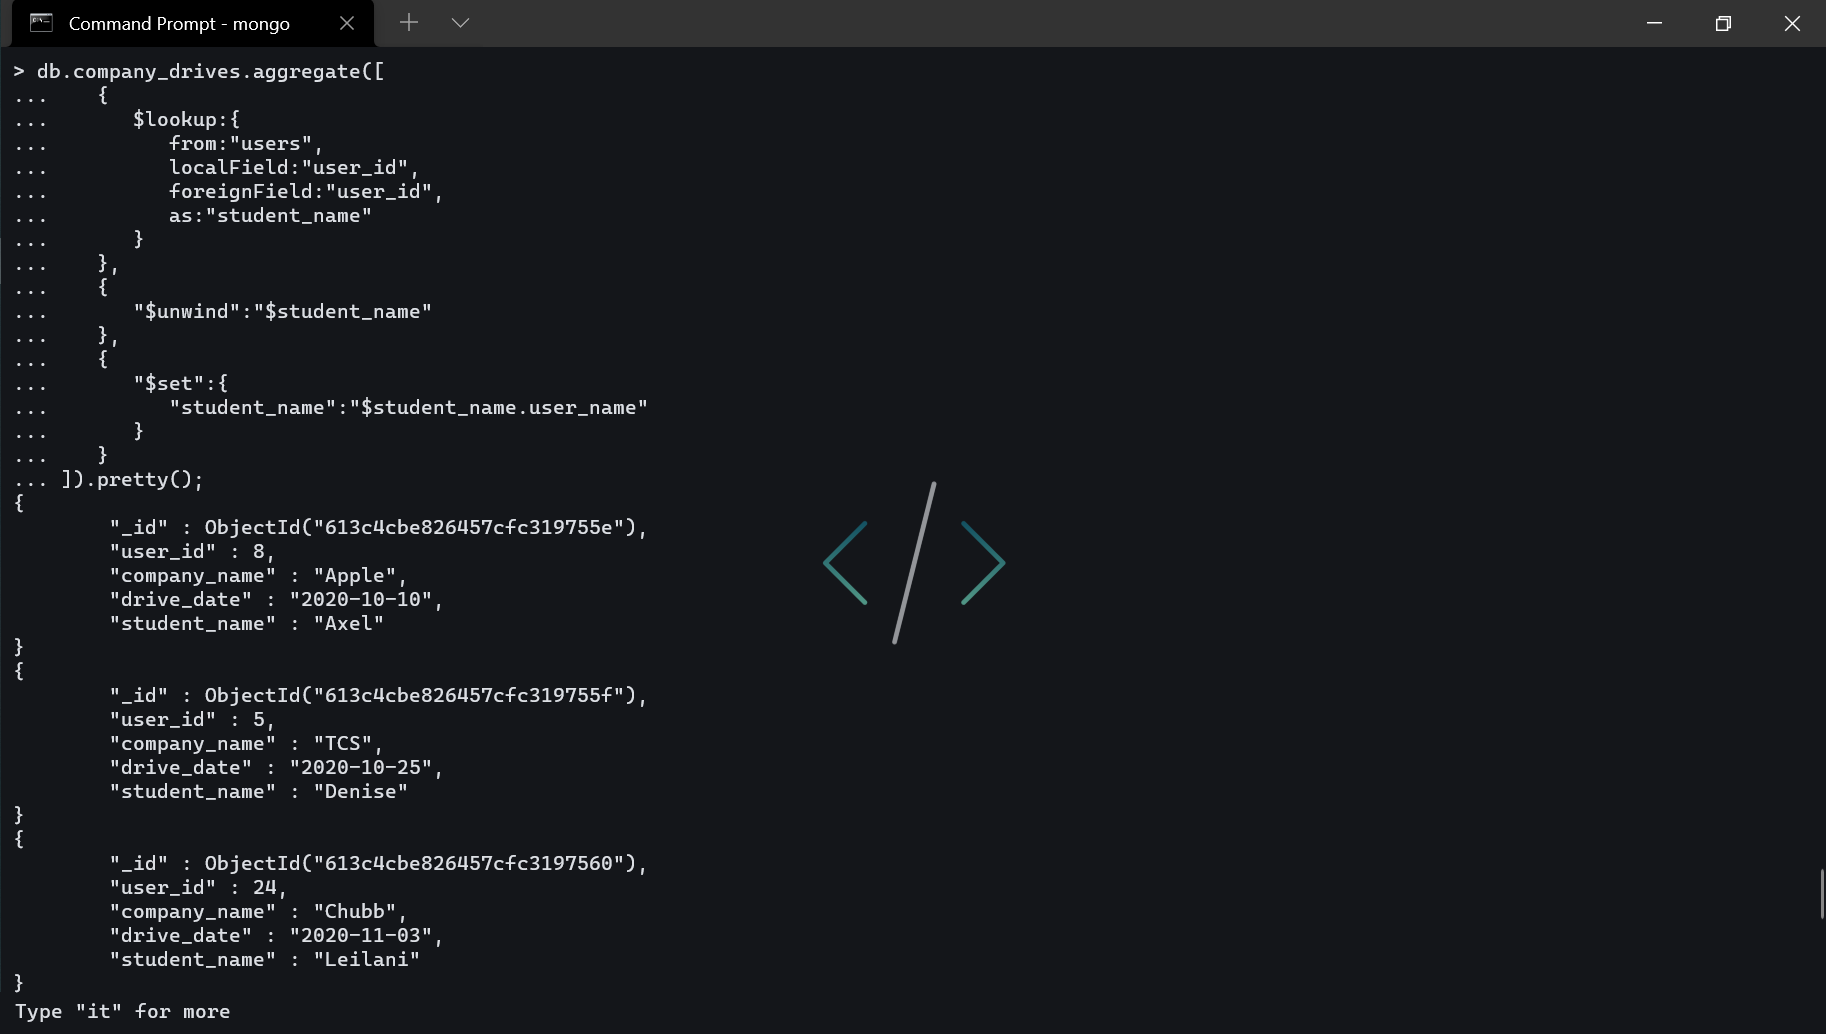 Command Prompt - mongo
> db.company_drives.aggregate([
...    {
...       $lookup:{
...          from:"users",
...          localField:"user_id",
...          foreignField:"user_id",
...          as:"student_name"
...       }
...    },
...    {
...       "$unwind":"$student_name"
...    },
...    {
...       "$set":{
...          "student_name":"$student_name.user_name"
...       }
...    }
... ]).pretty();
{
        "_id" : ObjectId("613c4cbe826457cfc319755e"),
        "user_id" : 8,
        "company_name" : "Apple",
        "drive_date" : "2020-10-10",
        "student_name" : "Axel"
}
{
        "_id" : ObjectId("613c4cbe826457cfc319755f"),
        "user_id" : 5,
        "company_name" : "TCS",
        "drive_date" : "2020-10-25",
        "student_name" : "Denise"
}
{
        "_id" : ObjectId("613c4cbe826457cfc3197560"),
        "user_id" : 24,
        "company_name" : "Chubb",
        "drive_date" : "2020-11-03",
        "student_name" : "Leilani"
}
Type "it" for more